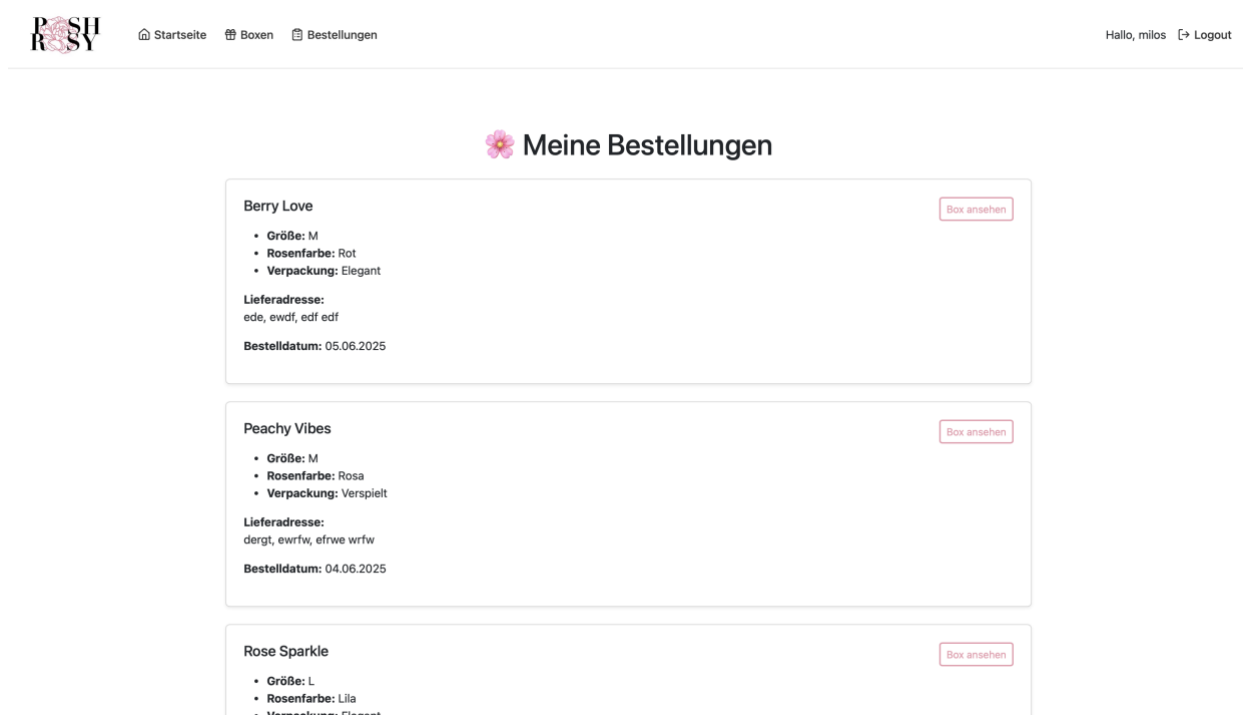 POSH
ROSY
Startseite
Boxen
Bestellungen
Hallo, milos
Logout
🌸 Meine Bestellungen
Berry Love
Box ansehen
• Größe: M
• Rosenfarbe: Rot
• Verpackung: Elegant
Lieferadresse:
ede, ewdf, edf edf
Bestelldatum: 05.06.2025
Peachy Vibes
Box ansehen
• Größe: M
• Rosenfarbe: Rosa
• Verpackung: Verspielt
Lieferadresse:
dergt, ewrfw, efrwe wrfw
Bestelldatum: 04.06.2025
Rose Sparkle
Box ansehen
• Größe: L
• Rosenfarbe: Lila
• Verpackung: Elegant